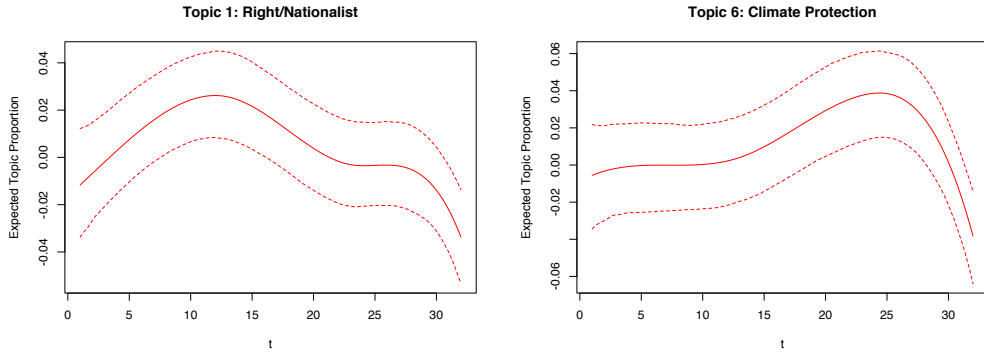 Topic 1: Right/Nationalist
Expected Topic Proportion
0.04
0.02
0.00
-0.02
-0.04
0 5 10 15 20 25 30
t
Topic 6: Climate Protection
Expected Topic Proportion
0.06
0.04
0.02
0.00
-0.02
-0.06
0 5 10 15 20 25 30
t